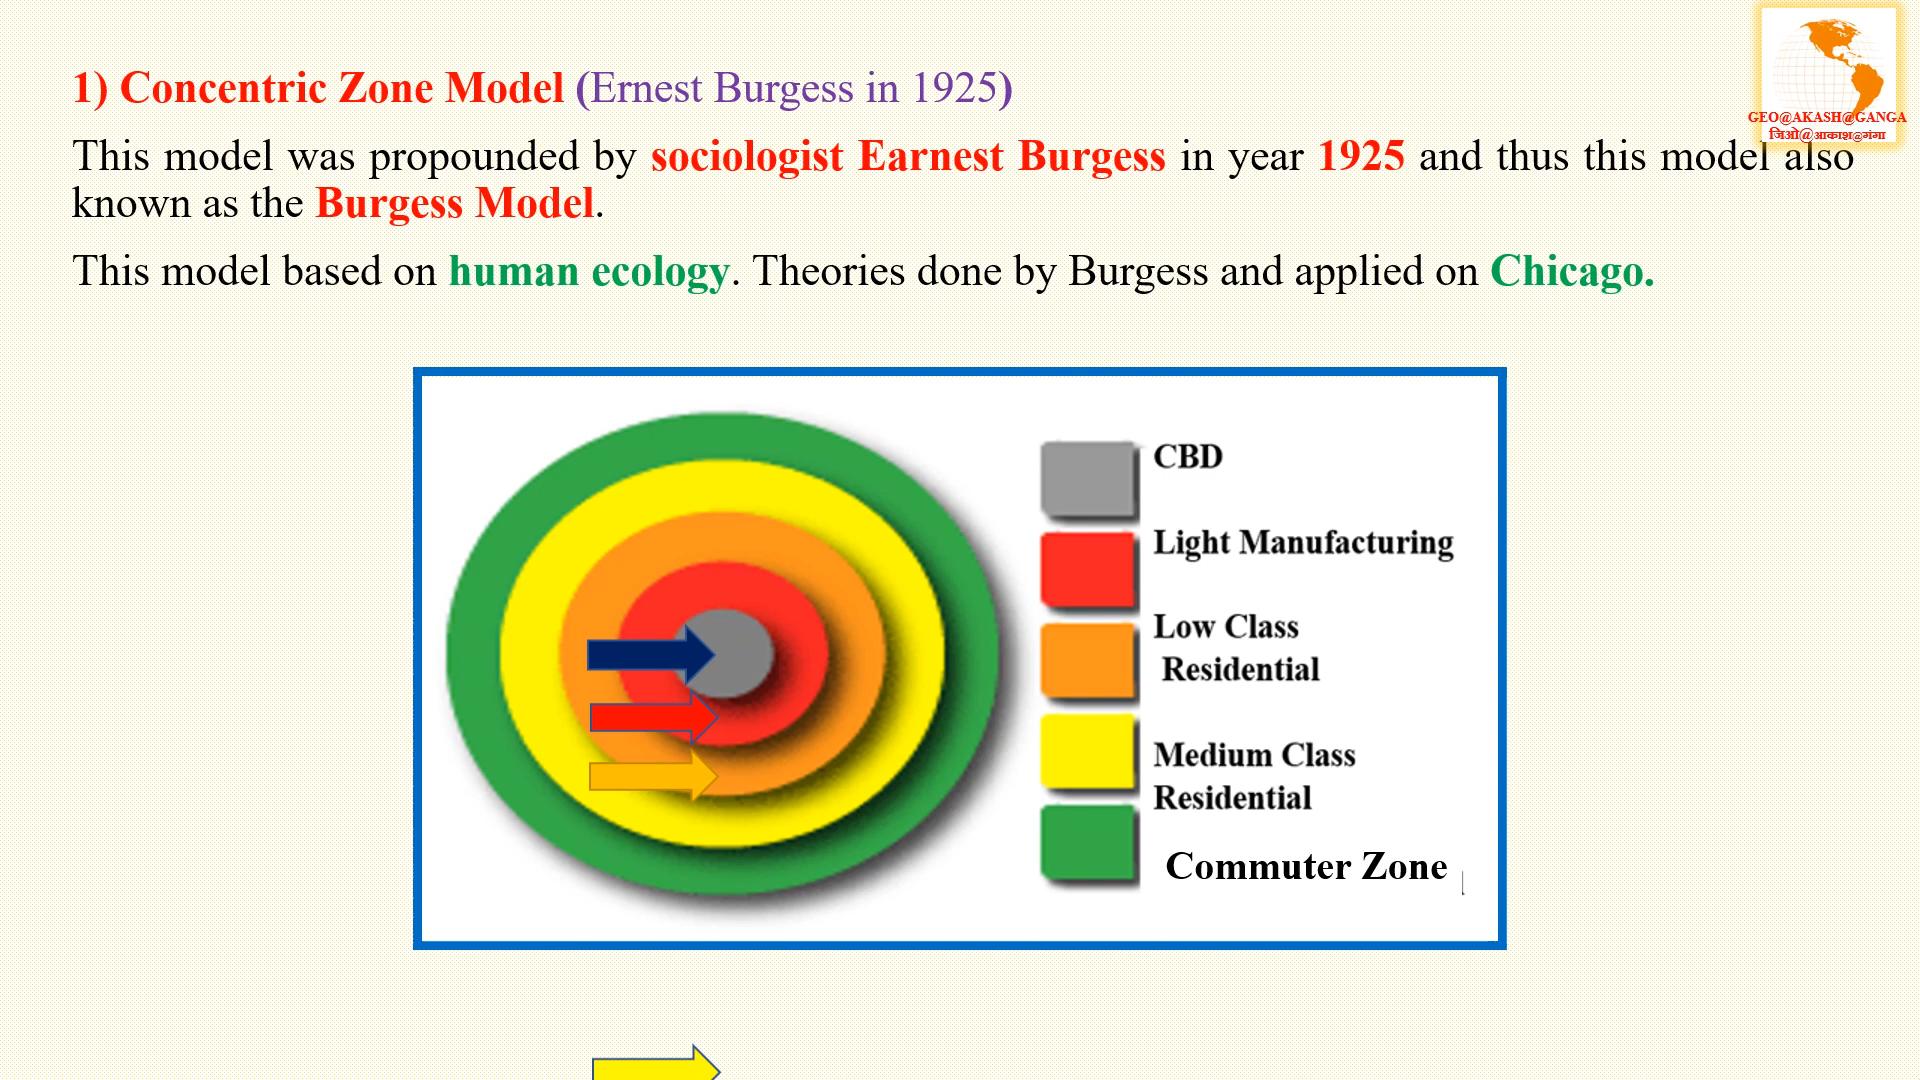 GEO@AKASH@GANGA
जिओ@आकाश@गंगा
1) Concentric Zone Model (Ernest Burgess in 1925)
This model was propounded by sociologist Earnest Burgess in year 1925 and thus this model also
known as the Burgess Model.
This model based on human ecology. Theories done by Burgess and applied on Chicago.
CBD
Light Manufacturing
Low Class
Residential
Medium Class
Residential
Commuter Zone